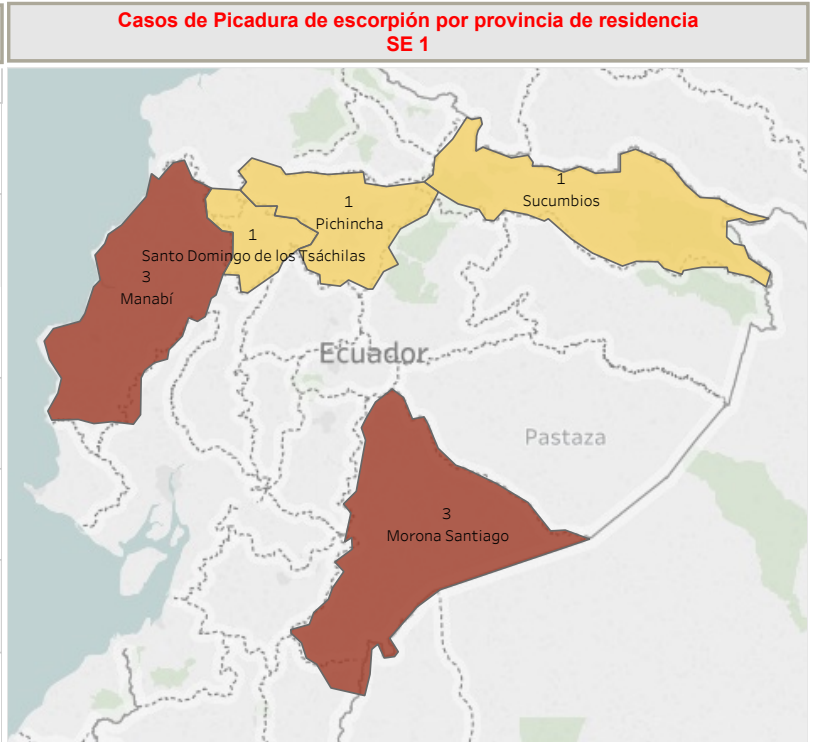 Casos de Picadura de escorpión por provincia de residencia
SE 1
1
Sucumbios
1
Pichincha
1
Santo Domingo de los Tsáchilas
3
Manabí
Ecuador
Pastaza
3
Morona Santiago